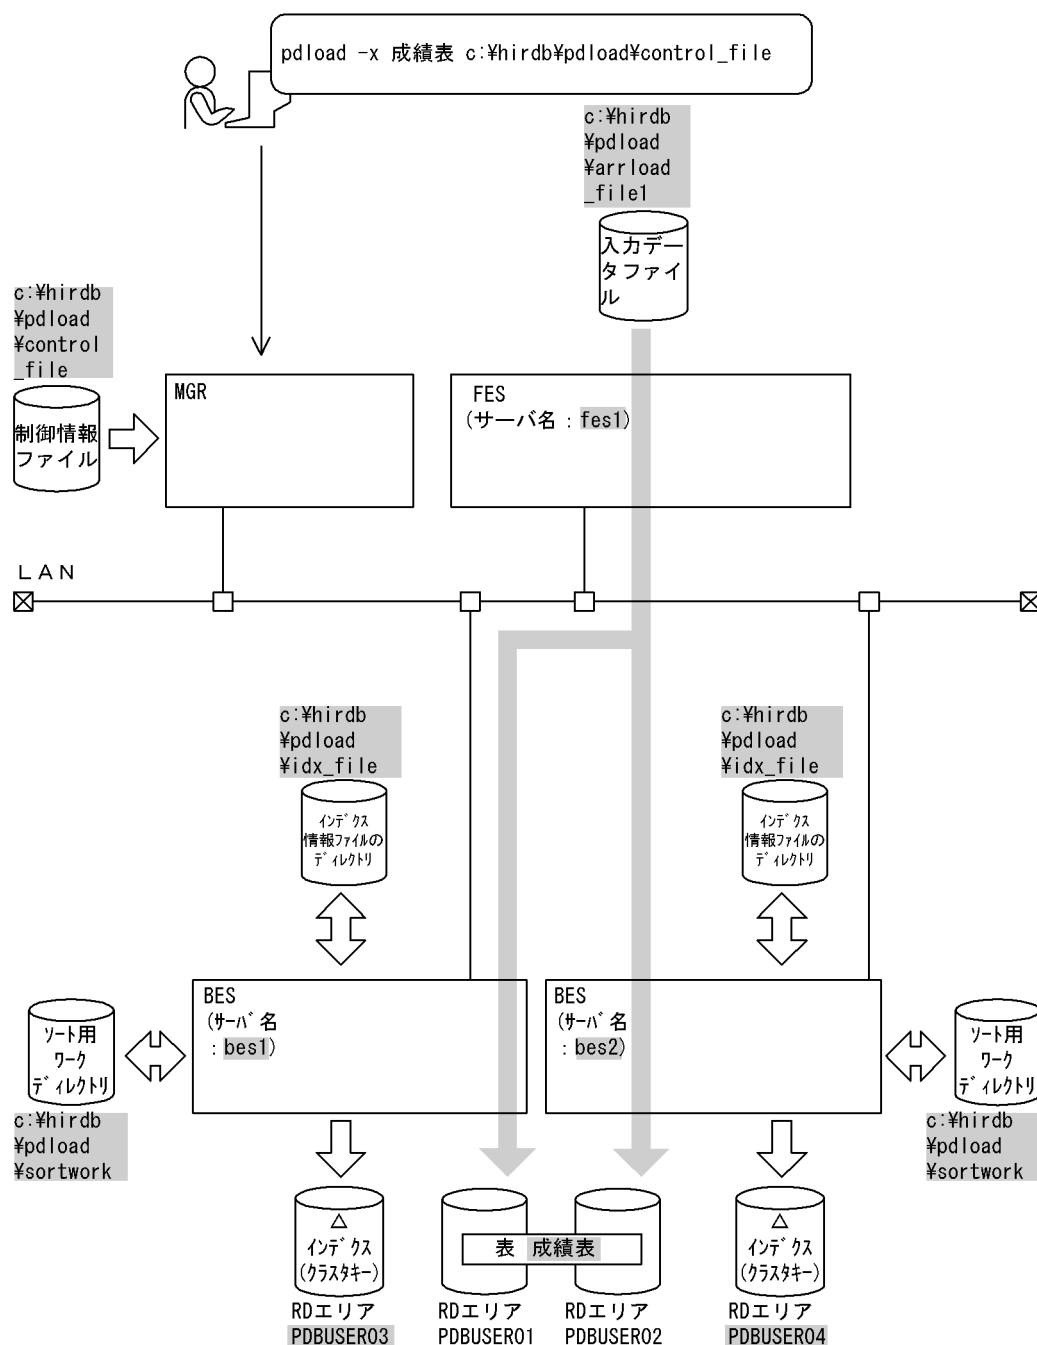 pdload -x 成績表 c:¥hirdb¥pdload¥control_file
c:¥hirdb
¥pdload
¥arrload
_file1
入力デー
タファイ
ル
c:¥hirdb
¥pdload
¥control
_file
制御情報
ファイル
MGR
FES
(サーバ名：fes1)
ＬＡＮ
c:¥hirdb
¥pdload
¥idx_file
インデクス
情報ファイルの
ディレクトリ
c:¥hirdb
¥pdload
¥idx_file
インデクス
情報ファイルの
ディレクトリ
BES
(サーバ名
：bes1)
BES
(サーバ名
：bes2)
ソート用
ワーク
ディレクトリ
c:¥hirdb
¥pdload
¥sortwork
ソート用
ワーク
ディレクトリ
c:¥hirdb
¥pdload
¥sortwork
インデクス
(クラスタキー)
表 成績表
インデクス
(クラスタキー)
RDエリア
PDBUSER03
RDエリア
PDBUSER01
RDエリア
PDBUSER02
RDエリア
PDBUSER04